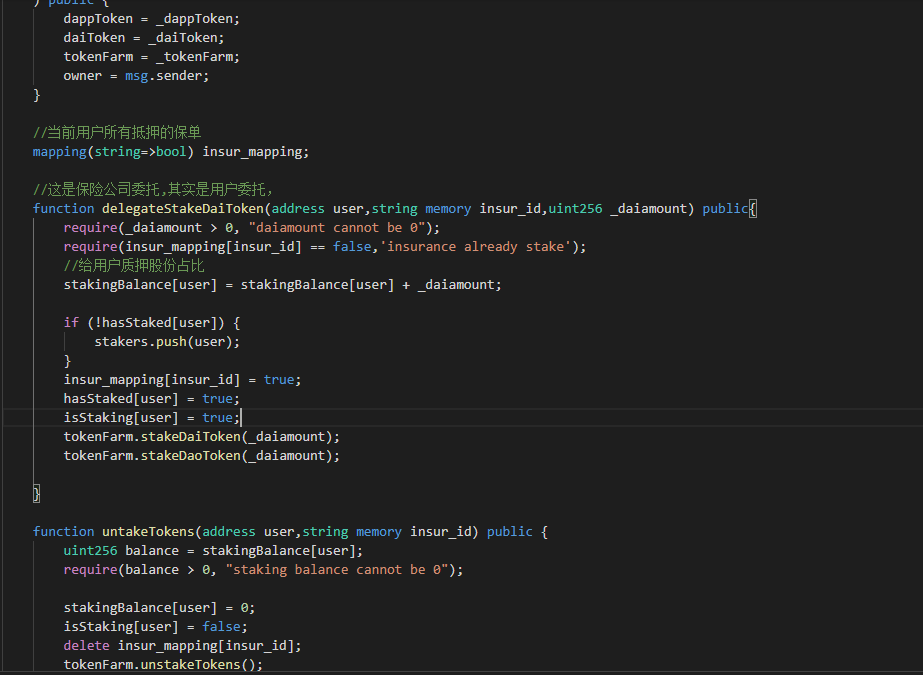 ) public {
dappToken = _dappToken;
daiToken = _daiToken;
tokenFarm = _tokenFarm;
owner = msg.sender;
}
//当前用户所有抵押的保单
mapping(string=>bool) insur_mapping;
//这是保险公司委托,其实是用户委托,
function delegateStakeDaiToken(address user,string memory insur_id,uint256 _daiamount) public{
require(_daiamount > 0, "daiamount cannot be 0");
require(insur_mapping[insur_id] == false,'insurance already stake');
//给用户质押股份占比
stakingBalance[user] = stakingBalance[user] + _daiamount;
if (!hasStaked[user]) {
stakers.push(user);
}
insur_mapping[insur_id] = true;
hasStaked[user] = true;
isStaking[user] = true;
tokenFarm.stakeDaiToken(_daiamount);
tokenFarm.stakeDaoToken(_daiamount);
}
function untakeTokens(address user,string memory insur_id) public {
uint256 balance = stakingBalance[user];
require(balance > 0, "staking balance cannot be 0");
stakingBalance[user] = 0;
isStaking[user] = false;
delete insur_mapping[insur_id];
tokenFarm.unstakeTokens();